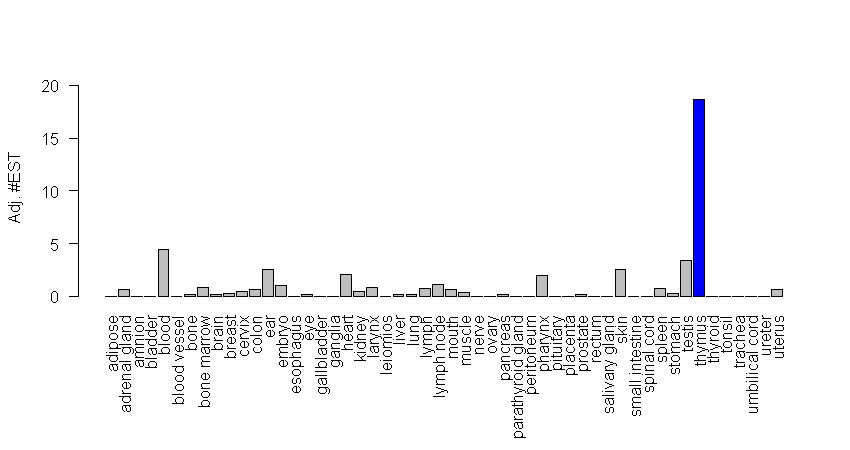 Adj. #EST
20
15
10
5
0
adipose
adrenal gland
amnion
bladder
blood
blood vessel
bone
bone marrow
brain
breast
cervix
colon
ear
embryo
esophagus
eye
gallbladder
ganglia
heart
kidney
larynx
leiomios
liver
lung
lymph
lymph node
mouth
muscle
nerve
ovary
pancreas
parathyroid gland
peritoneum
pharynx
pituitary
placenta
prostate
rectum
salivary gland
skin
small intestine
spinal cord
spleen
stomach
testis
thymus
thyroid
tonsil
trachea
umbilical cord
ureter
uterus